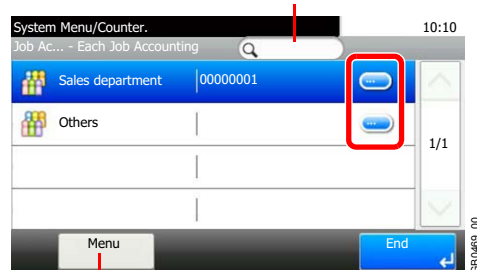 System Menu/Counter.
10:10
Job Ac... - Each Job Accounting
Sales department 00000001
Others
1/1
Menu
End
GB0469_00